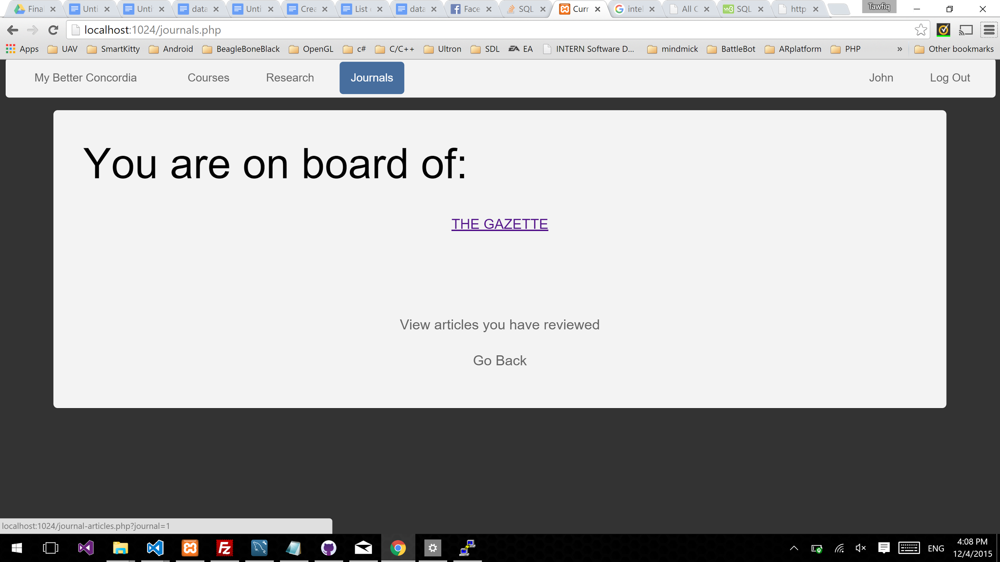 Fina Unti Unti data Unti Crea List data Face SQL Curr intel All C SQL http Tawfiq
localhost:1024/journals.php
Apps UAV SmartKitty Android BeagleBoneBlack OpenGL c# C/C++ Ultron SDL EA INTERN Software D... mindmick BattleBot ARplatform PHP » Other bookmarks
My Better Concordia Courses Research Journals John Log Out
You are on board of:
THE GAZETTE
View articles you have reviewed
Go Back
localhost:1024/journal-articles.php?journal=1
ENG 4:08 PM
12/4/2015